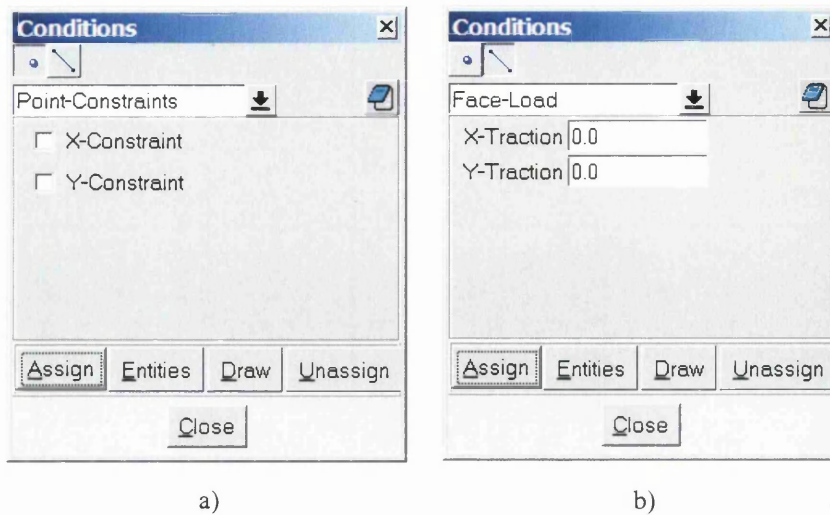 Conditions
Point-Constraints
X-Constraint
Y-Constraint
Assign Entities Draw Unassign
Close
a)
Conditions
Face-Load
X-Traction 0.0
Y-Traction 0.0
Assign Entities Draw Unassign
Close
b)